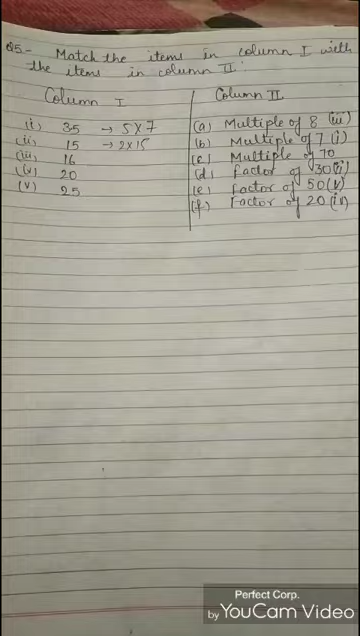 Q5- Match the items in column I with
the items in column II.
Column I
Column II
(i) 35 → 5 X 7
(ii) 15 → 2 x 15
(iii) 16
(iv) 20
(v) 25
(a) Multiple of 8 (iii)
(b) Multiple of 7 (i)
(c) Multiple of 70
(d) Factor of 30 (ii)
(e) Factor of 50 (v)
(f) Factor of 20 (iv)
Perfect Corp.
by YouCam Video